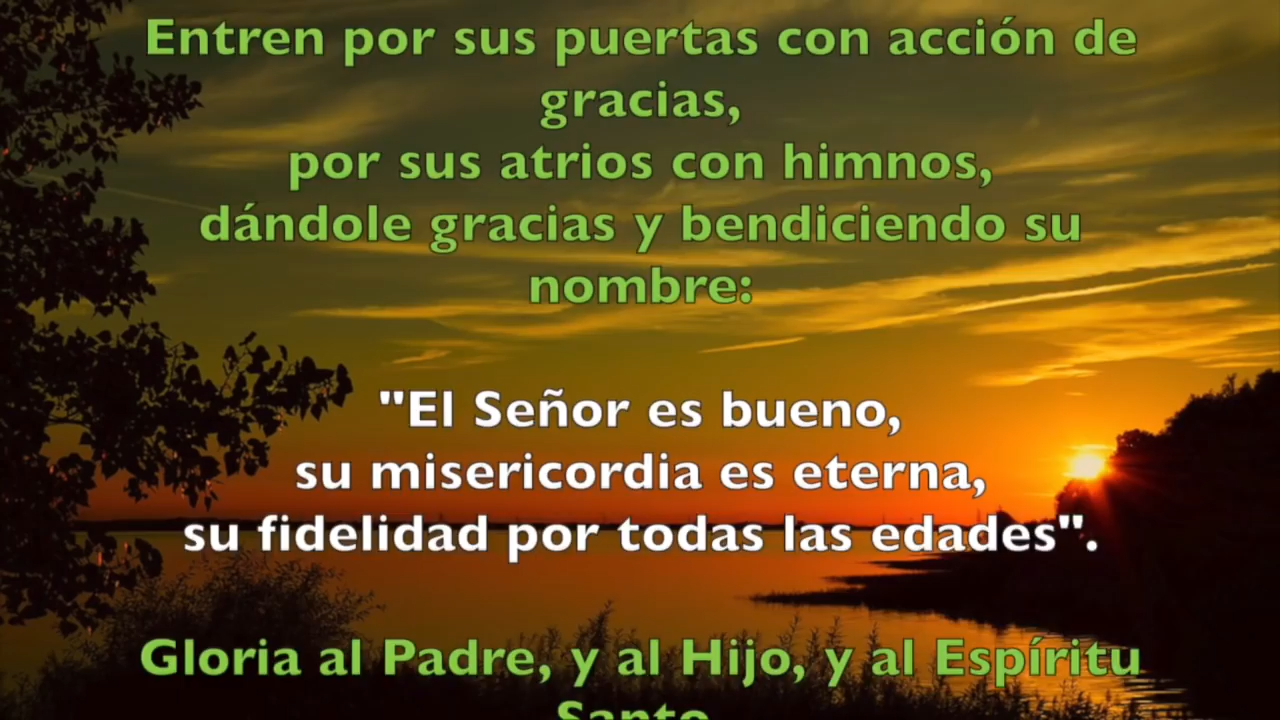 Entren por sus puertas con acción de
gracias,
por sus atrios con himnos,
dándole gracias y bendiciendo su
nombre:
"El Señor es bueno,
su misericordia es eterna,
su fidelidad por todas las edades".
Gloria al Padre, y al Hijo, y al Espíritu
Santo